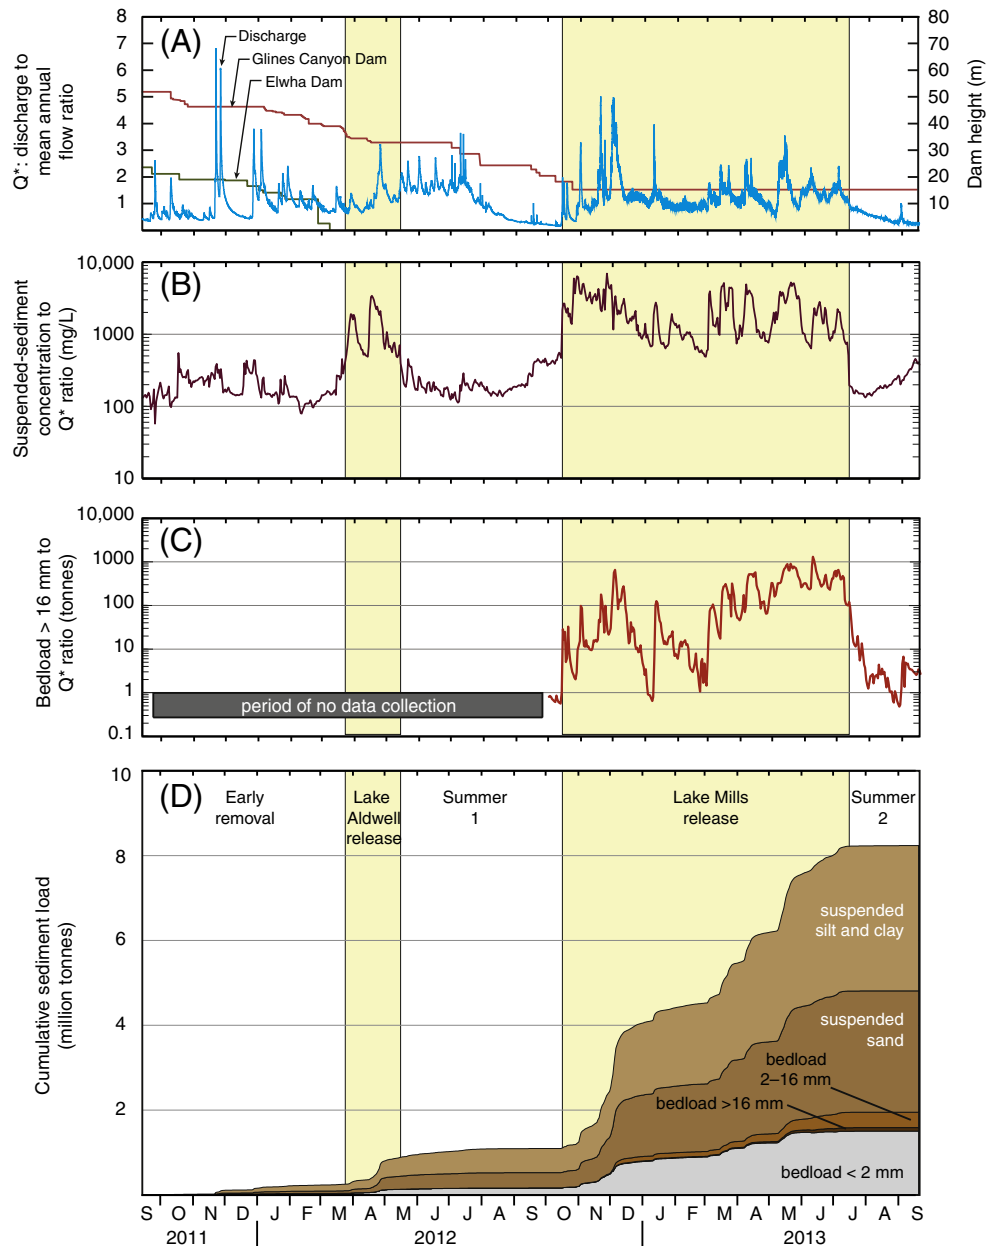 (A)
Q*: discharge to
mean annual
flow ratio
8
7
6
5
4
3
2
1
Discharge
Glines Canyon Dam
Elwha Dam
80
70
60
50
40
30
20
10
Dam height (m)
(B)
Suspended-sediment
concentration to
Q* ratio (mg/L)
10,000
1000
100
10
(C)
Bedload > 16 mm to
Q* ratio (tonnes)
10,000
1000
100
10
1
0.1
period of no data collection
(D)
Cumulative sediment load
(million tonnes)
10
8
6
4
2
Early
removal
Lake
Aldwell
release
Summer
1
Lake Mills
release
Summer
2
suspended
silt and clay
suspended
sand
bedload
2–16 mm
bedload >16 mm
bedload < 2 mm
S O N D J F M A M J J A S O N D J F M A M J J A S
2011 2012 2013